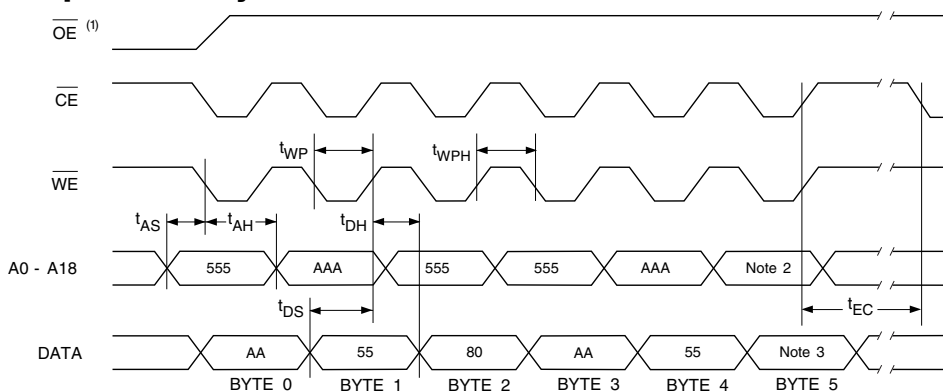 OE (1)
CE
tWP
tWPH
WE
tAS
tAH
tDH
A0 - A18
555
AAA
555
555
AAA
Note 2
tDS
tEC
DATA
AA
55
80
AA
55
Note 3
BYTE 0
BYTE 1
BYTE 2
BYTE 3
BYTE 4
BYTE 5